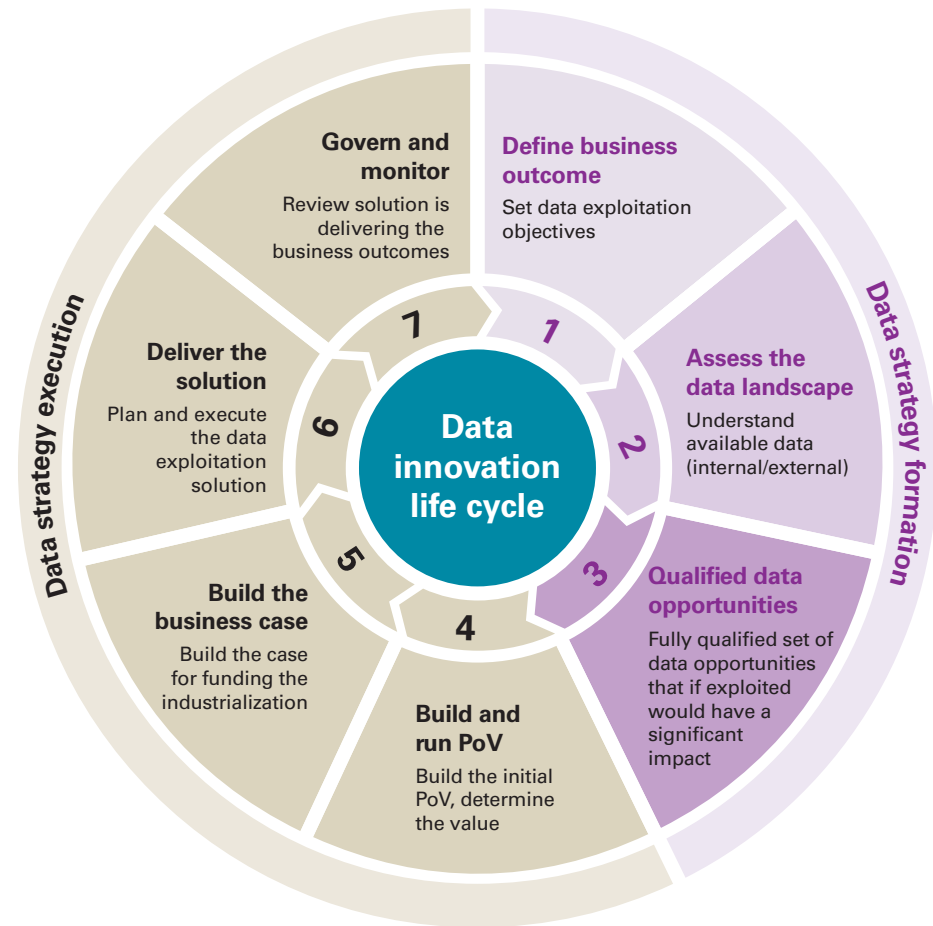 Data
innovation
life cycle
Data strategy formation
1
Define business
outcome
Set data exploitation
objectives
2
Assess the
data landscape
Understand
available data
(internal/external)
3
Qualified data
opportunities
Fully qualified set of
data opportunities
that if exploited
would have a
significant
impact
Data strategy execution
4
Build and
run PoV
Build the initial
PoV, determine
the value
5
Build the
business case
Build the case
for funding the
industrialization
6
Deliver the
solution
Plan and execute
the data
exploitation
solution
7
Govern and
monitor
Review solution is
delivering the
business outcomes